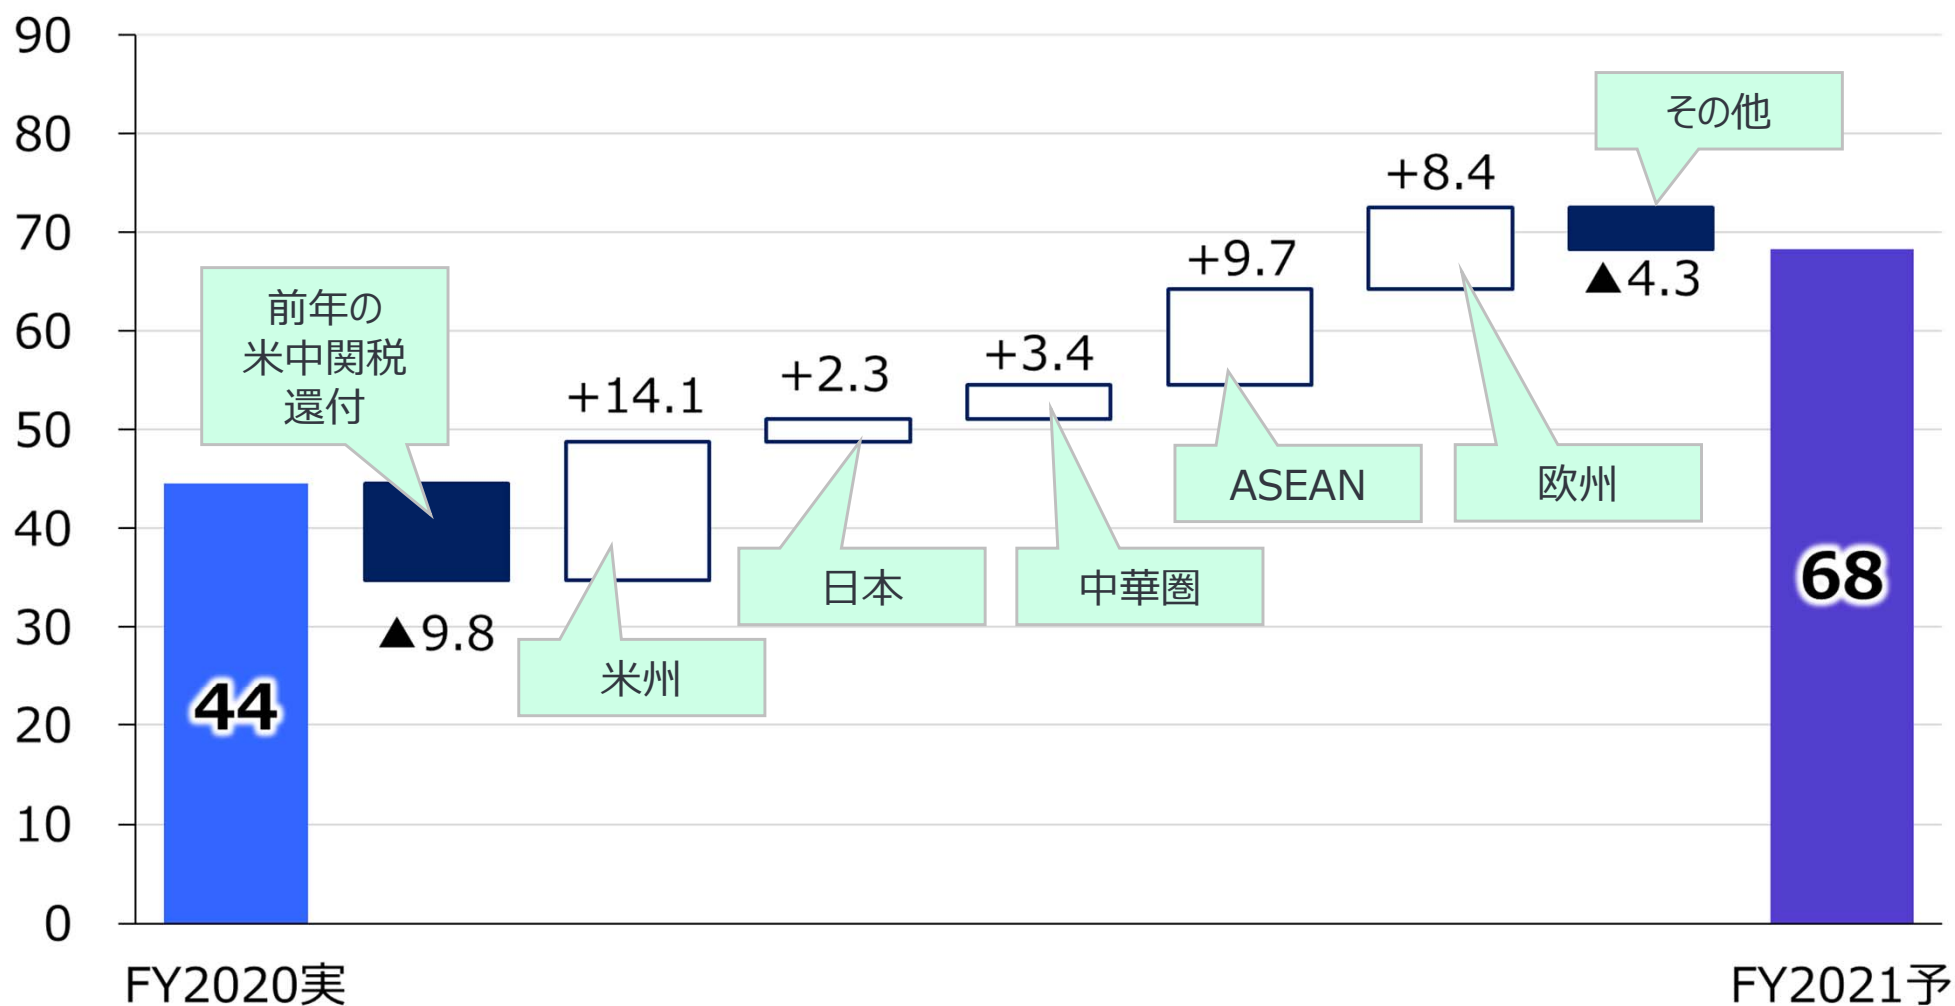 90
80
70
60
50
40
30
20
10
0
44
前年の
米中関税
還付
▲9.8
+14.1
米州
+2.3
日本
+3.4
中華圏
+9.7
ASEAN
+8.4
欧州
その他
▲4.3
68
FY2020実
FY2021予